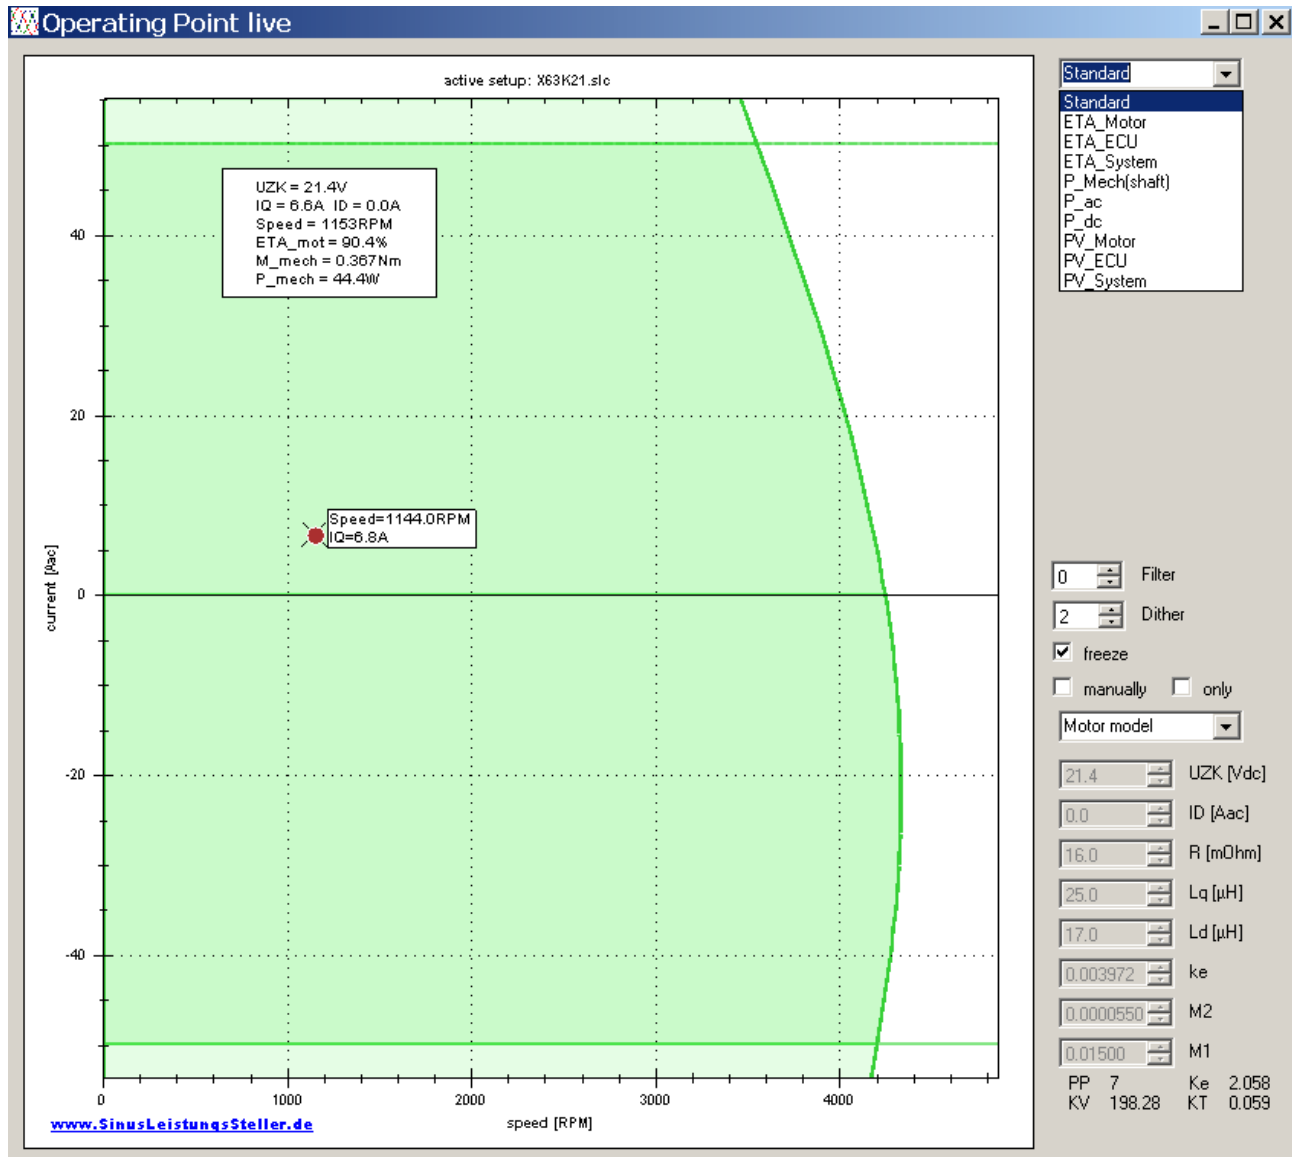 Operating Point live
active setup: X63K21.slc
UZK = 21.4V
IQ = 6.6A ID = 0.0A
Speed = 1153RPM
ETA_mot = 90.4%
M_mech = 0.367Nm
P_mech = 44.4W
Speed=1144.0RPM
IQ=6.8A
40
20
0
-20
-40
current [Aac]
0
1000
2000
3000
4000
speed [RPM]
www.SinusLeistungsSteller.de
Standard
Standard
ETA_Motor
ETA_ECU
ETA_System
P_Mech(shaft)
P_ac
P_dc
PV_Motor
PV_ECU
PV_System
0 Filter
2 Dither
freeze
manually only
Motor model
21.4 UZK [Vdc]
0.0 ID [Aac]
16.0 R [mOhm]
25.0 Lq [µH]
17.0 Ld [µH]
0.003972 ke
0.0000550 M2
0.01500 M1
PP 7 Ke 2.058
KV 198.28 KT 0.059